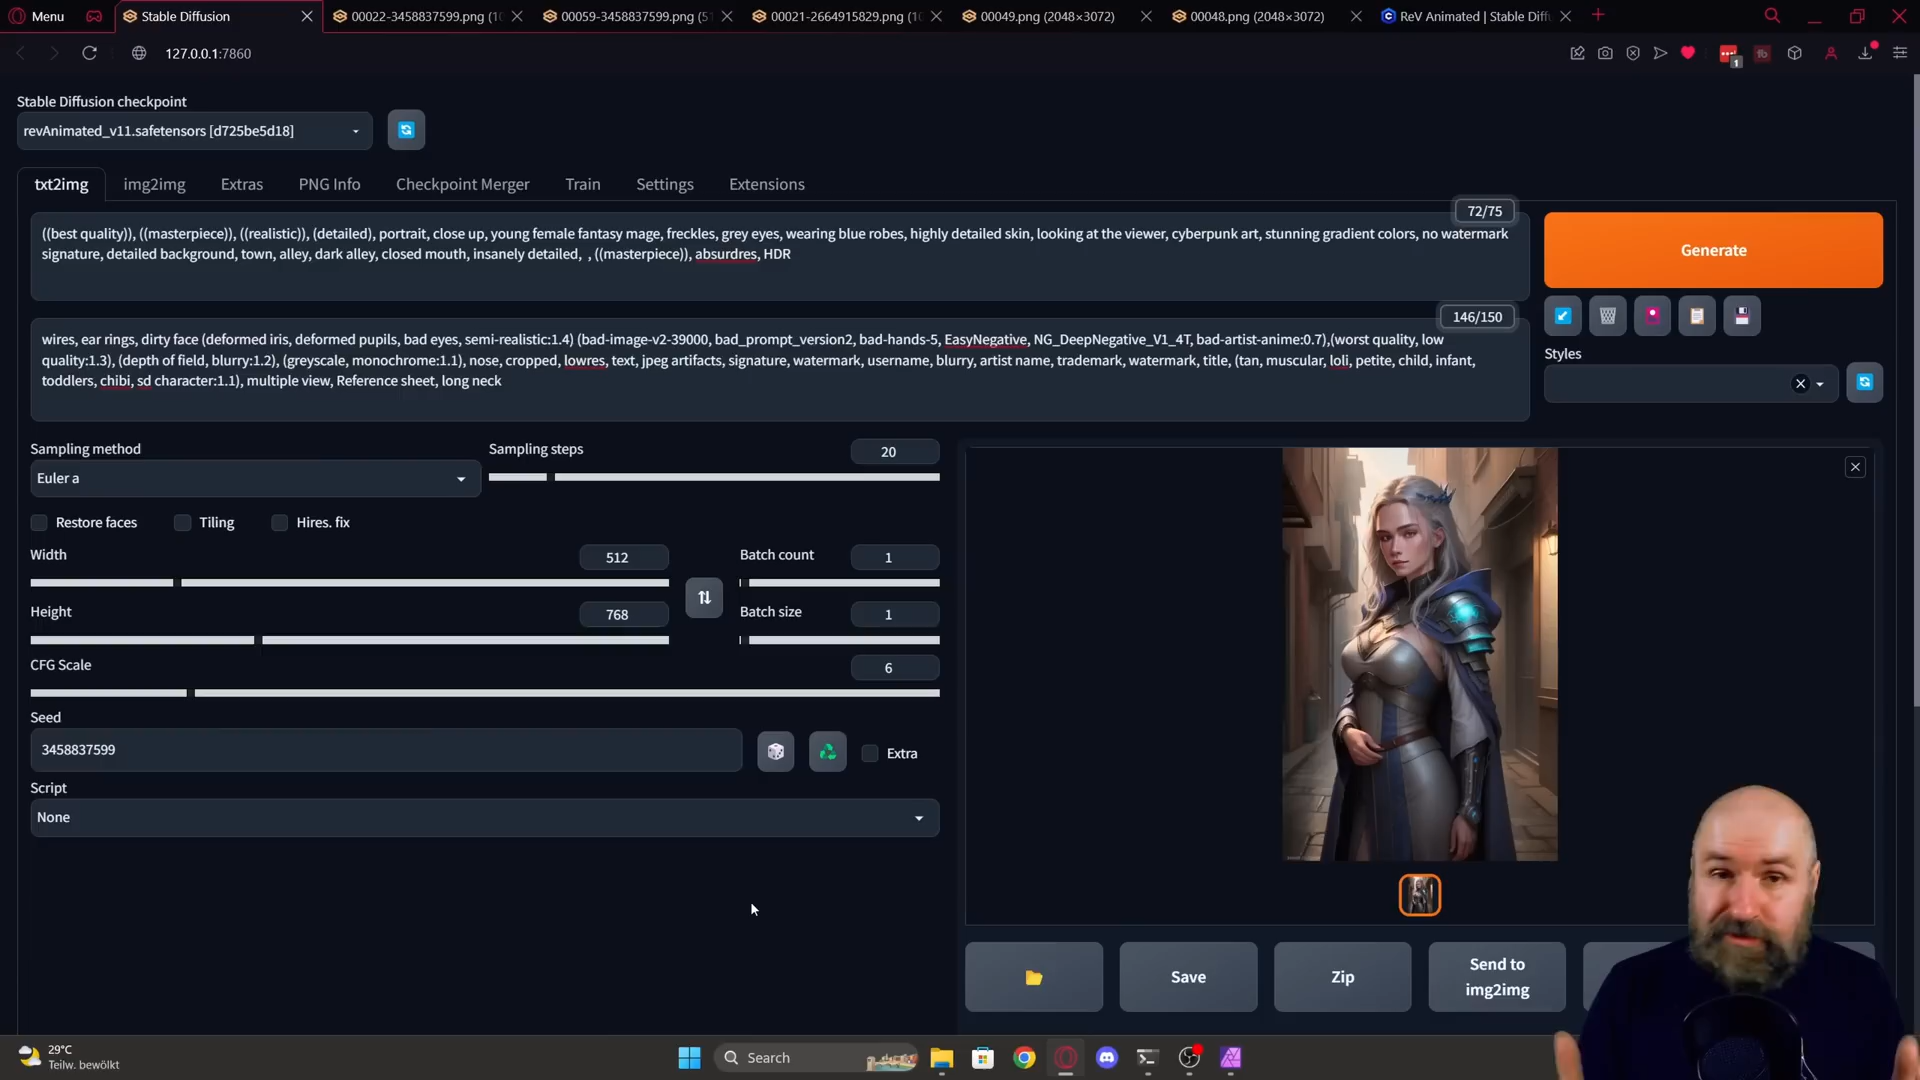 Menu
Stable Diffusion
00022-3458837599.png (10
00059-3458837599.png (51
00021-2664915829.png (10
00049.png (2048×3072)
00048.png (2048×3072)
ReV Animated | Stable Diff
127.0.0.1:7860
1
Stable Diffusion checkpoint
revAnimated_v11.safetensors [d725be5d18]
txt2img
img2img
Extras
PNG Info
Checkpoint Merger
Train
Settings
Extensions
72/75
((best quality)), ((masterpiece)), ((realistic)), (detailed), portrait, close up, young female fantasy mage, freckles, grey eyes, wearing blue robes, highly detailed skin, looking at the viewer, cyberpunk art, stunning gradient colors, no watermark
signature, detailed background, town, alley, dark alley, closed mouth, insanely detailed, , ((masterpiece)), absurdres, HDR
Generate
146/150
wires, ear rings, dirty face (deformed iris, deformed pupils, bad eyes, semi-realistic:1.4) (bad-image-v2-39000, bad_prompt_version2, bad-hands-5, EasyNegative, NG_DeepNegative_V1_4T, bad-artist-anime:0.7),(worst quality, low
quality:1.3), (depth of field, blurry:1.2), (greyscale, monochrome:1.1), nose, cropped, lowres, text, jpeg artifacts, signature, watermark, username, blurry, artist name, trademark, watermark, title, (tan, muscular, loli, petite, child, infant,
toddlers, chibi, sd character:1.1), multiple view, Reference sheet, long neck
Styles
Sampling method
Euler a
Sampling steps
20
Restore faces
Tiling
Hires. fix
Width
512
Batch count
1
Height
768
Batch size
1
CFG Scale
6
Seed
3458837599
Extra
Script
None
Save
Zip
Send to
img2img
29°C
Teilw. bewölkt
Search